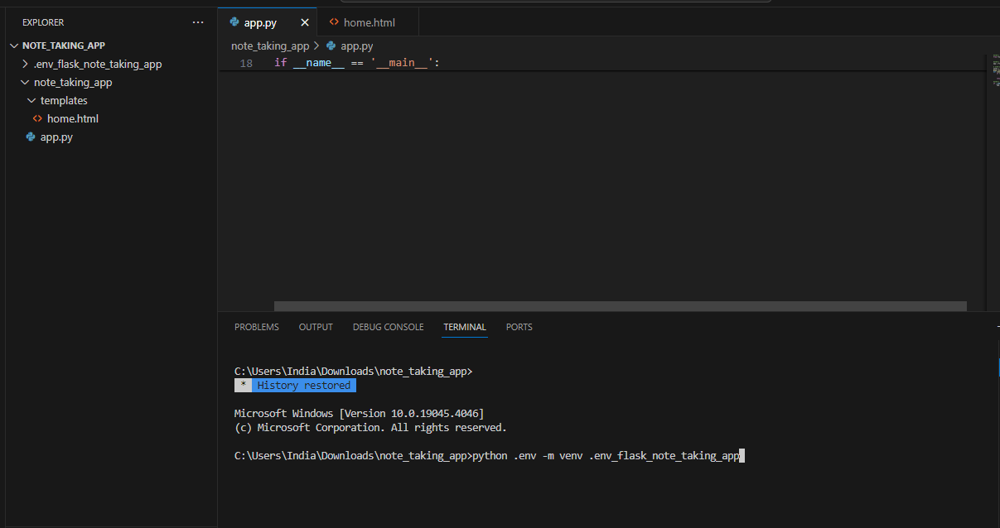 EXPLORER ...
NOTE_TAKING_APP
.env_flask_note_taking_app
note_taking_app
templates
<> home.html
app.py
app.py ×
<> home.html
note_taking_app > app.py
18 if __name__ == '__main__':
PROBLEMS OUTPUT DEBUG CONSOLE TERMINAL PORTS
C:\Users\India\Downloads\note_taking_app>
* History restored
Microsoft Windows [Version 10.0.19045.4046]
(c) Microsoft Corporation. All rights reserved.
C:\Users\India\Downloads\note_taking_app>python .env -m venv .env_flask_note_taking_app